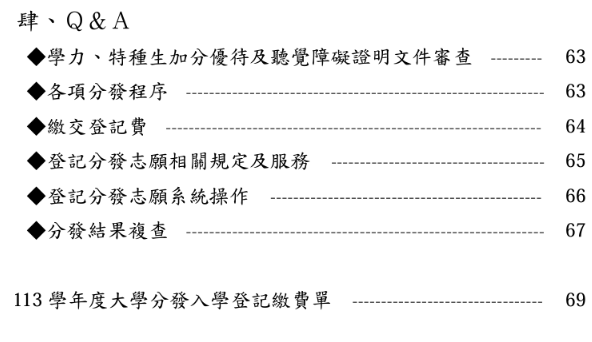 肆、Q & A
◆學力、特種生加分優待及聽覺障礙證明文件審查 --------- 63
◆各項分發程序 -------------------------------------------------- 63
◆繳交登記費 ---------------------------------------------------- 64
◆登記分發志願相關規定及服務 ------------------------------ 65
◆登記分發志願系統操作 -------------------------------------- 66
◆分發結果複查 -------------------------------------------------- 67
113 學年度大學分發入學登記繳費單 --------------------------------- 69